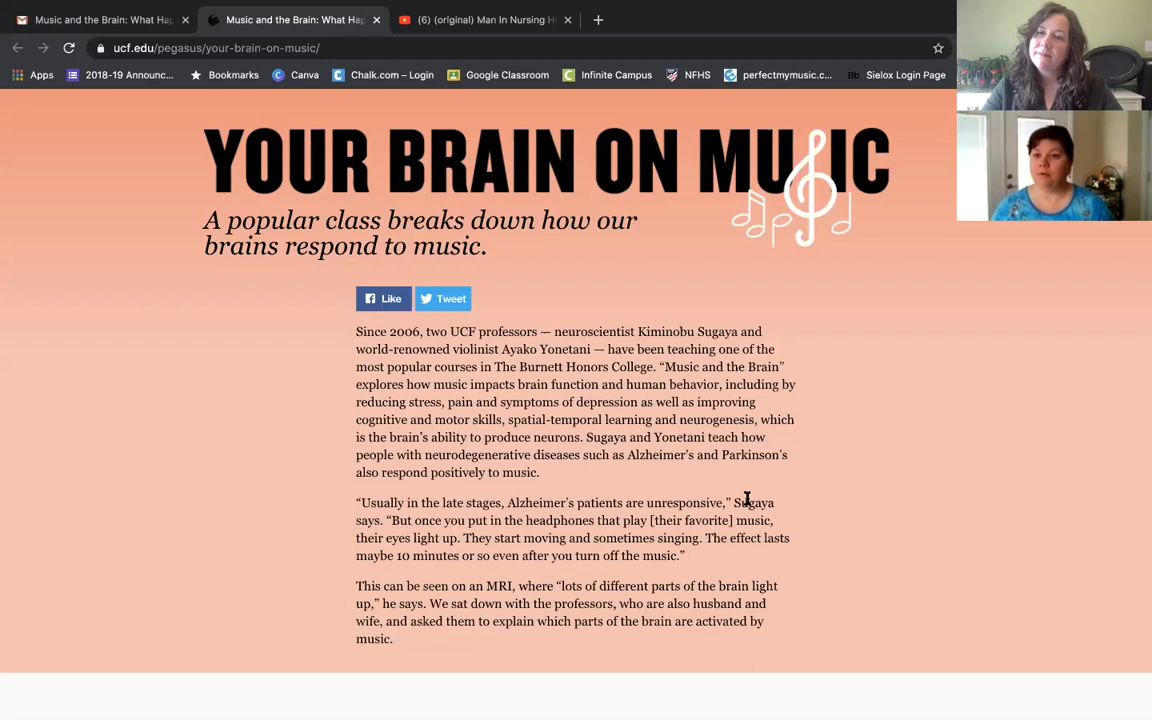 Music and the Brain: What Hap
Music and the Brain: What Hap
(6) (original) Man In Nursing H
ucf.edu/pegasus/your-brain-on-music/
Apps
2018-19 Announc...
Bookmarks
Canva
Chalk.com – Login
Google Classroom
Infinite Campus
NFHS
perfectmymusic.c...
Bb
Sielox Login Page
YOUR BRAIN ON MUSIC
A popular class breaks down how our
brains respond to music.
Like
Tweet
Since 2006, two UCF professors — neuroscientist Kiminobu Sugaya and
world-renowned violinist Ayako Yonetani — have been teaching one of the
most popular courses in The Burnett Honors College. “Music and the Brain”
explores how music impacts brain function and human behavior, including by
reducing stress, pain and symptoms of depression as well as improving
cognitive and motor skills, spatial-temporal learning and neurogenesis, which
is the brain’s ability to produce neurons. Sugaya and Yonetani teach how
people with neurodegenerative diseases such as Alzheimer’s and Parkinson’s
also respond positively to music.
“Usually in the late stages, Alzheimer’s patients are unresponsive,” Sugaya
says. “But once you put in the headphones that play [their favorite] music,
their eyes light up. They start moving and sometimes singing. The effect lasts
maybe 10 minutes or so even after you turn off the music.”
This can be seen on an MRI, where “lots of different parts of the brain light
up,” he says. We sat down with the professors, who are also husband and
wife, and asked them to explain which parts of the brain are activated by
music.